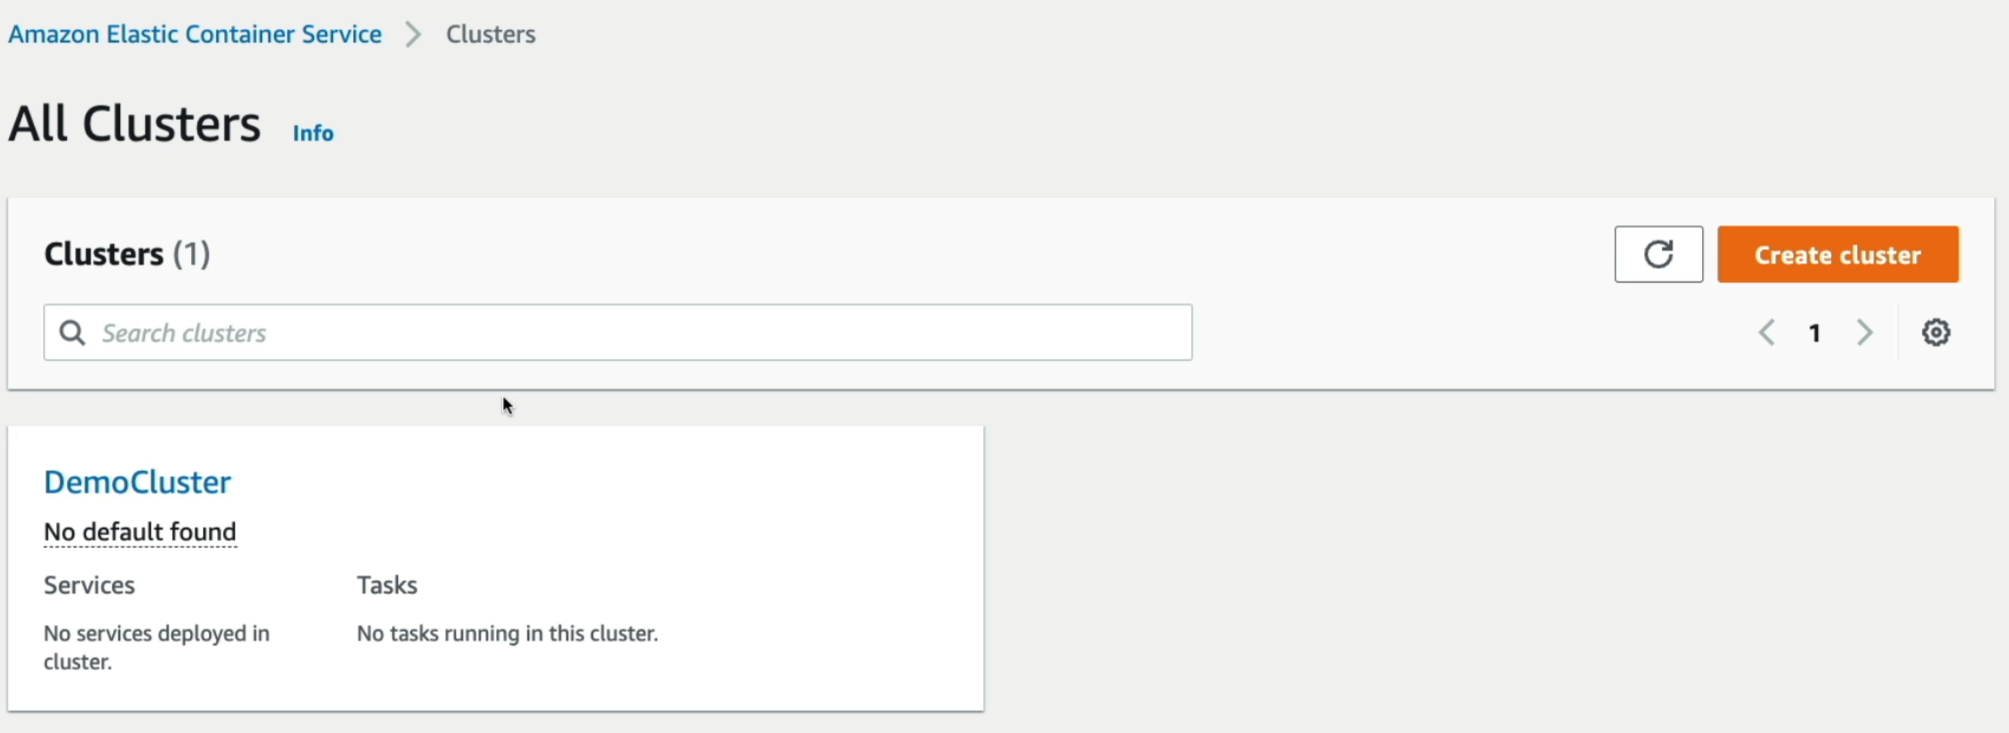 Amazon Elastic Container Service > Clusters
All Clusters Info
Clusters (1)
Create cluster
Search clusters
1
DemoCluster
No default found
Services Tasks
No services deployed in No tasks running in this cluster.
cluster.